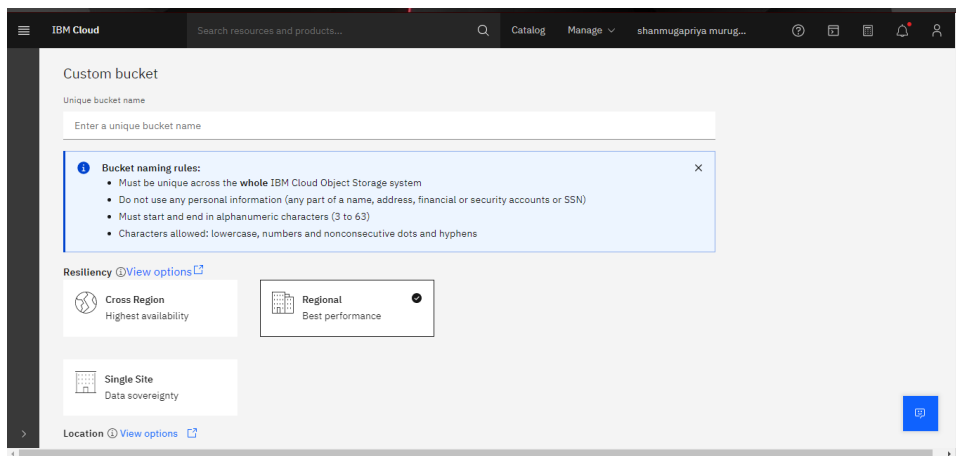 IBM Cloud
Search resources and products...
Catalog
Manage
shanmugapriya murug...
Custom bucket
Unique bucket name
Enter a unique bucket name
Bucket naming rules:
Must be unique across the whole IBM Cloud Object Storage system
Do not use any personal information (any part of a name, address, financial or security accounts or SSN)
Must start and end in alphanumeric characters (3 to 63)
Characters allowed: lowercase, numbers and nonconsecutive dots and hyphens
Resiliency View options
Cross Region
Highest availability
Regional
Best performance
Single Site
Data sovereignty
Location View options